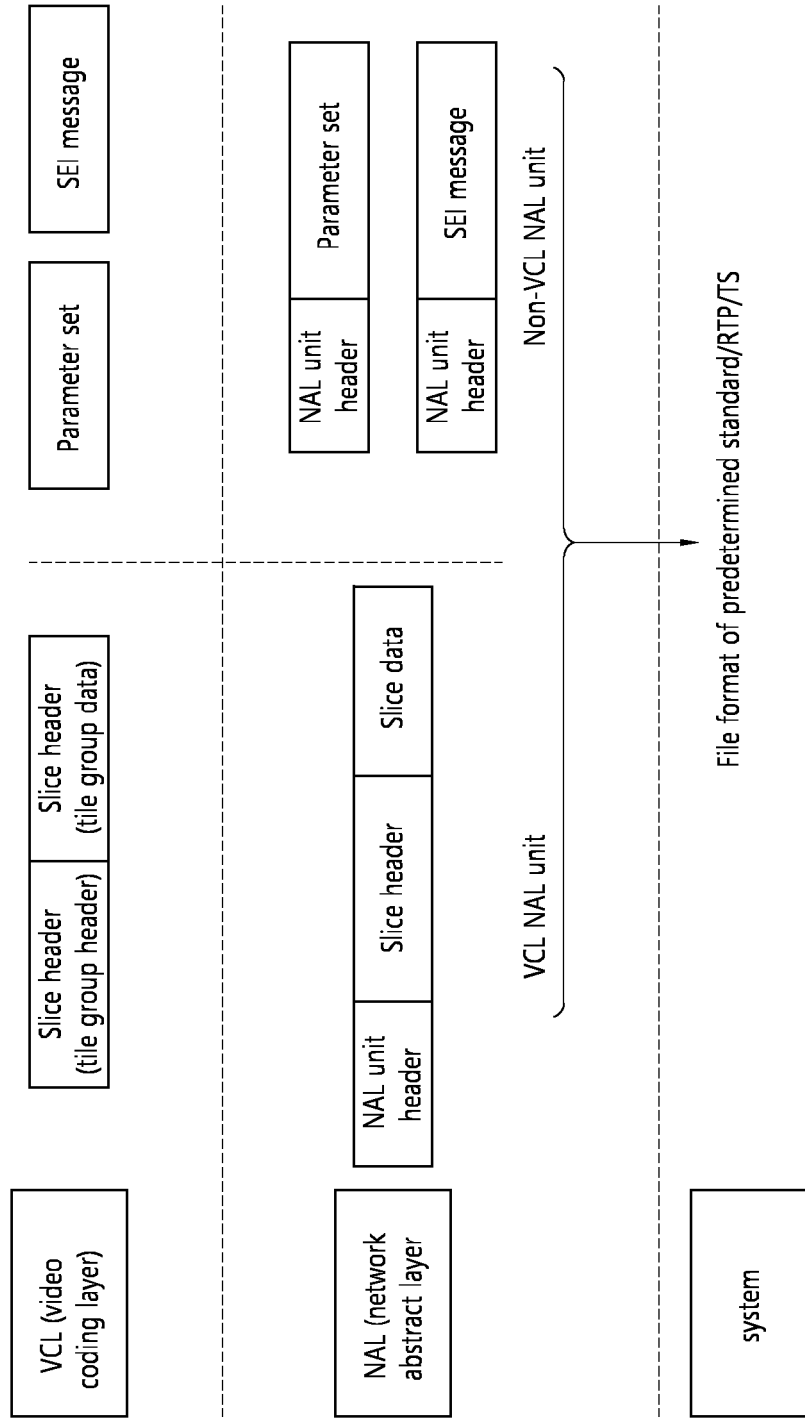 VCL (video
coding layer)
Slice header
(tile group header)
Slice header
(tile group data)
Parameter set
SEI message
NAL (network
abstract layer
NAL unit
header
Slice header
Slice data
NAL unit
header
Parameter set
NAL unit
header
SEI message
VCL NAL unit
Non-VCL NAL unit
system
File format of predetermined standard/RTP/TS